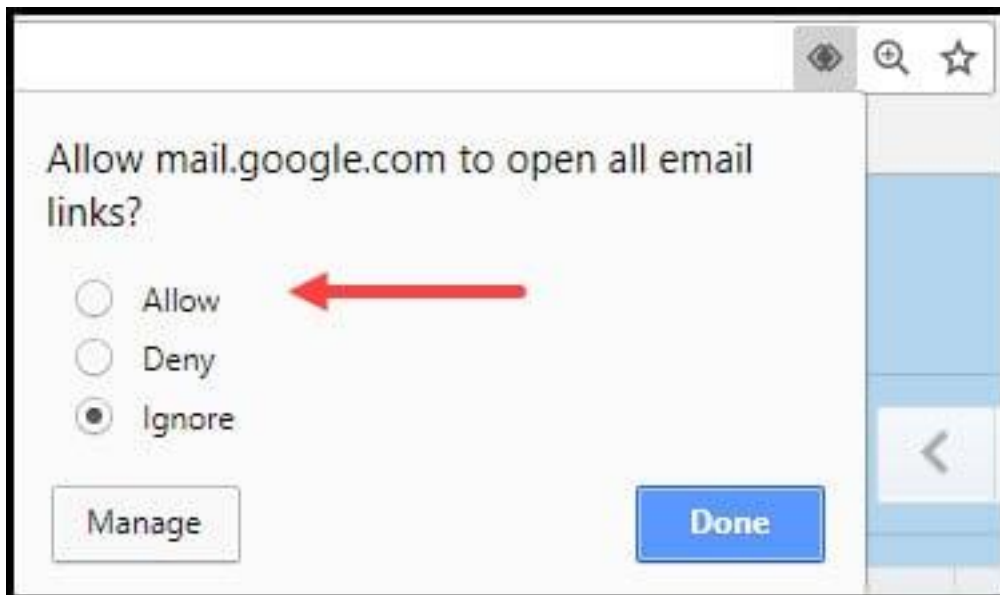 Allow mail.google.com to open all email
links?
Allow
Deny
Ignore
Manage
Done